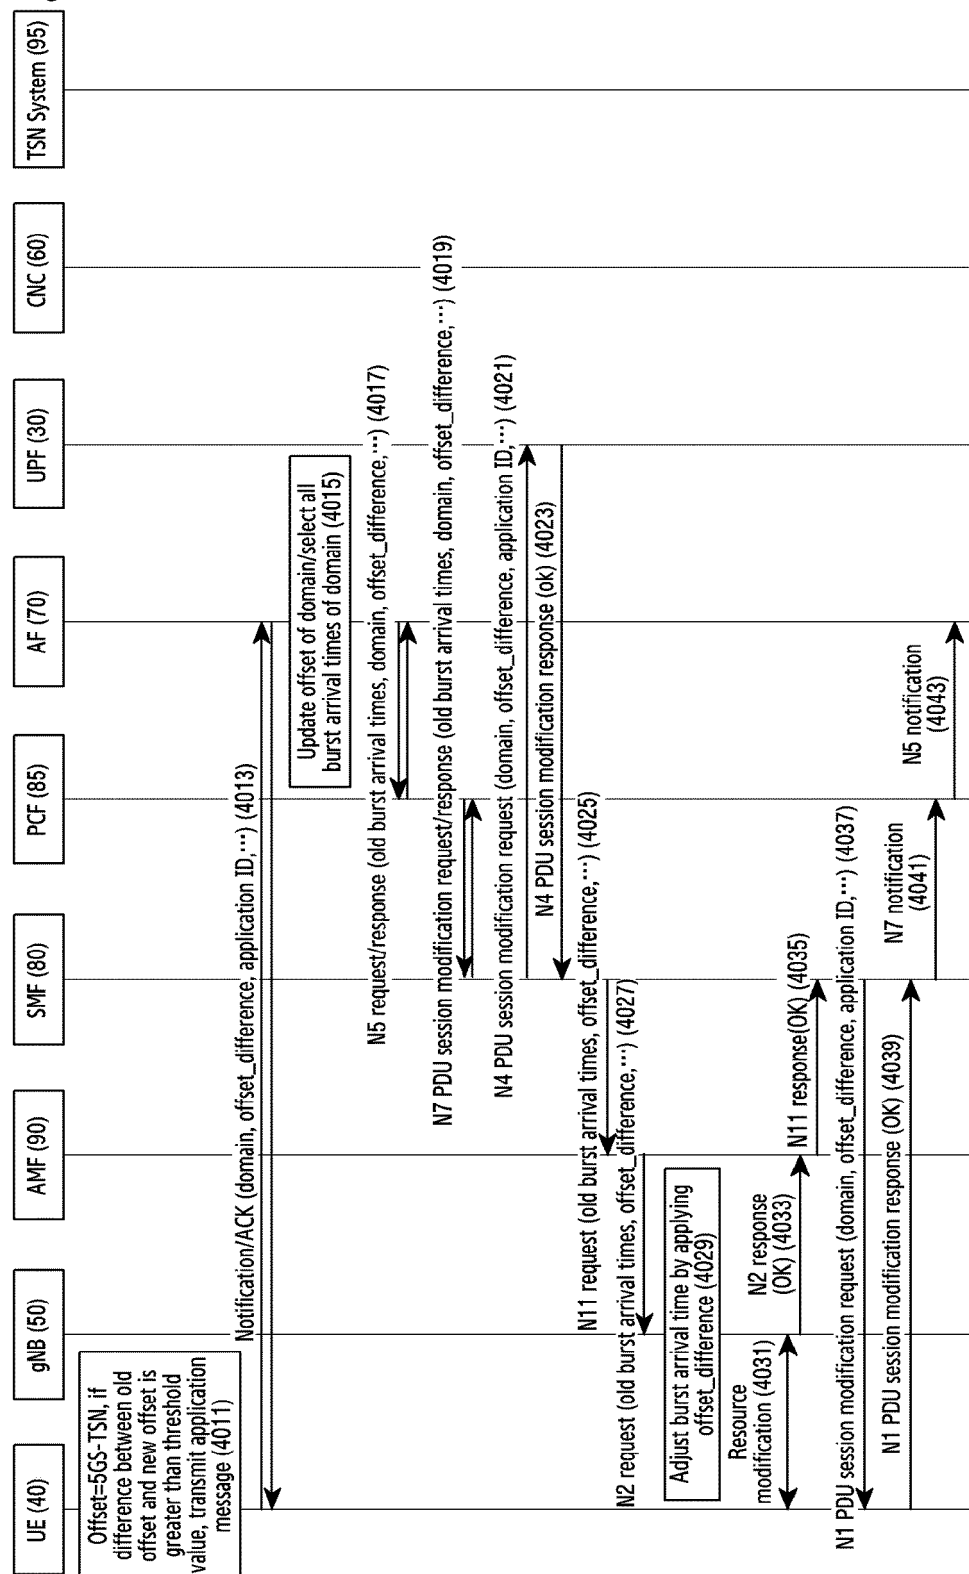 UE (40)
gNB (50)
AMF (90)
SMF (80)
PCF (85)
AF (70)
UPF (30)
CNC (60)
TSN System (95)
Offset=5GS-TSN, if
difference between old
offset and new offset is
greater than threshold
value, transmit application
message (4011)
Notification/ACK (domain, offset_difference, application ID,···) (4013)
Update offset of domain/select all
burst arrival times of domain (4015)
N5 request/response (old burst arrival times, domain, offset_difference,···) (4017)
N7 PDU session modification request/response (old burst arrival times, domain, offset_difference,···) (4019)
N4 PDU session modification request (domain, offset_difference, application ID,···) (4021)
N4 PDU session modification response (ok) (4023)
N11 request (old burst arrival times, offset_difference,···) (4025)
N2 request (old burst arrival times, offset_difference,···) (4027)
Adjust burst arrival time by applying
offset_difference (4029)
Resource
modification (4031)
N2 response
(OK) (4033)
N11 response(OK) (4035)
N1 PDU session modification request (domain, offset_difference, application ID,···) (4037)
N1 PDU session modification response (OK) (4039)
N7 notification
(4041)
N5 notification
(4043)